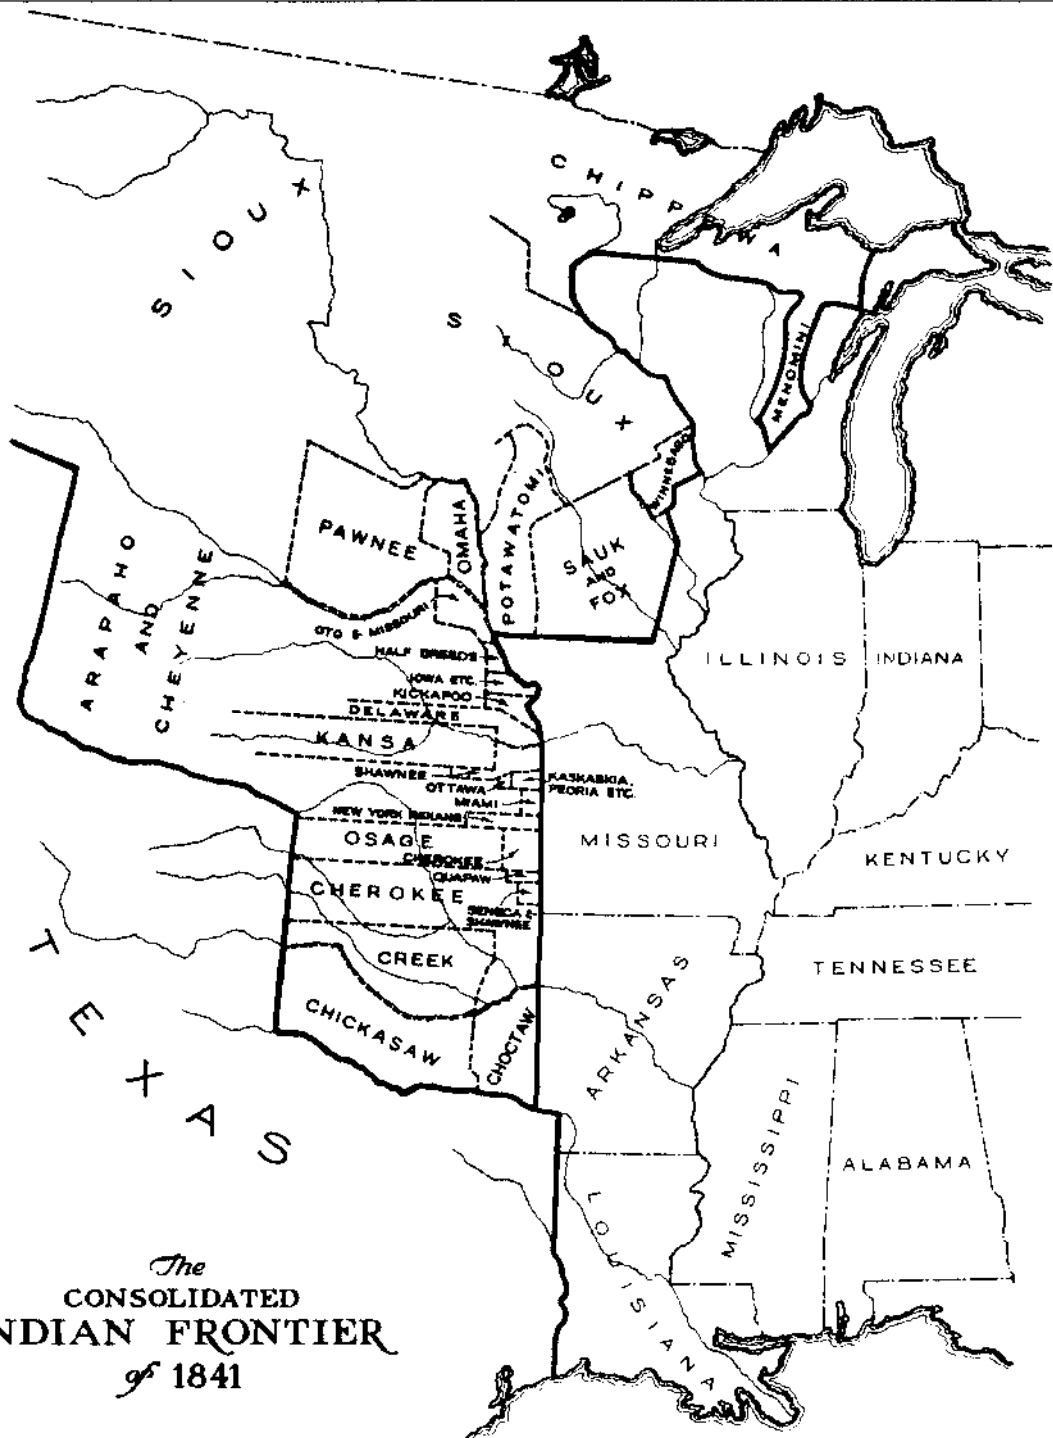 CHIPPEWA
SIOUX
SIOUX
MENOMINI
WINNEBAGO
PAWNEE
OMAHA
POTAWATOMI
SAUK
AND
FOX
ARAPAHO
AND
CHEYENNE
OTO & MISSOURI
HALF BREEDS
IOWA ETC.
KICKAPOO
DELAWARE
KANSA
SHAWNEE
OTTAWA
MIAMI
KASKASKIA
PEORIA ETC.
NEW YORK INDIANS
OSAGE
CHEROKEE
QUAPAW
CHEROKEE
SENECA &
SHAWNEE
CREEK
CHICKASAW
CHOCTAW
ILLINOIS
INDIANA
MISSOURI
KENTUCKY
TENNESSEE
ARKANSAS
MISSISSIPPI
ALABAMA
LOUISIANA
TEXAS
The
CONSOLIDATED
NDIAN FRONTIER
of 1841